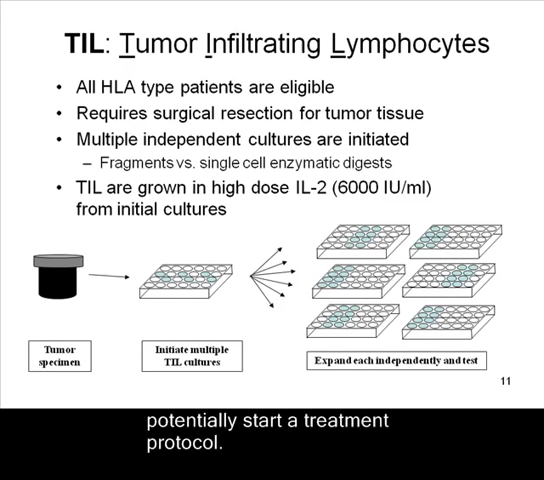 TIL: Tumor Infiltrating Lymphocytes
• All HLA type patients are eligible
• Requires surgical resection for tumor tissue
• Multiple independent cultures are initiated
– Fragments vs. single cell enzymatic digests
• TIL are grown in high dose IL-2 (6000 IU/ml)
from initial cultures
Tumor
specimen
Initiate multiple
TIL cultures
Expand each independently and test
11
potentially start a treatment
protocol.